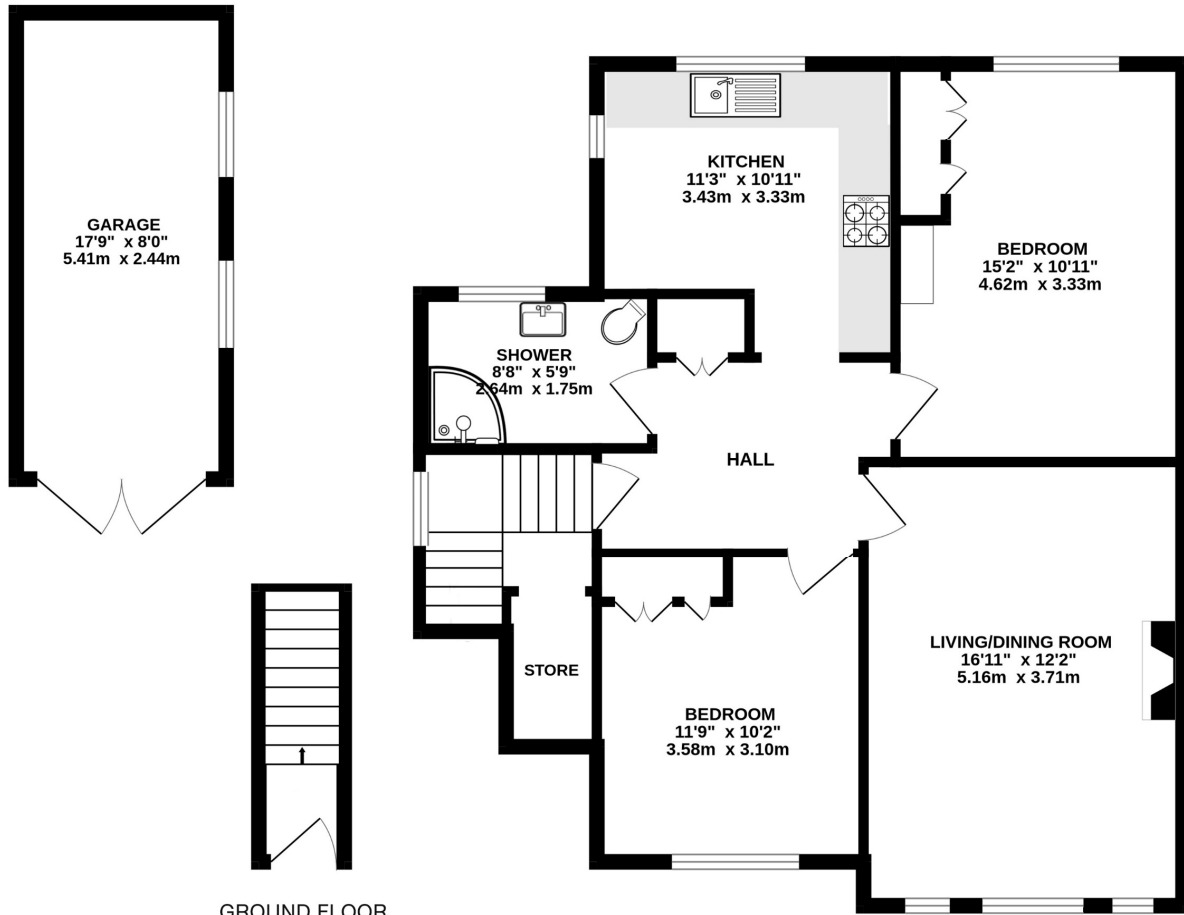 GARAGE
17'9" x 8'0"
5.41m x 2.44m
KITCHEN
11'3" x 10'11"
3.43m x 3.33m
BEDROOM
15'2" x 10'11"
4.62m x 3.33m
SHOWER
8'8" x 5'9"
2.64m x 1.75m
HALL
STORE
BEDROOM
11'9" x 10'2"
3.58m x 3.10m
LIVING/DINING ROOM
16'11" x 12'2"
5.16m x 3.71m
GROUND FLOOR